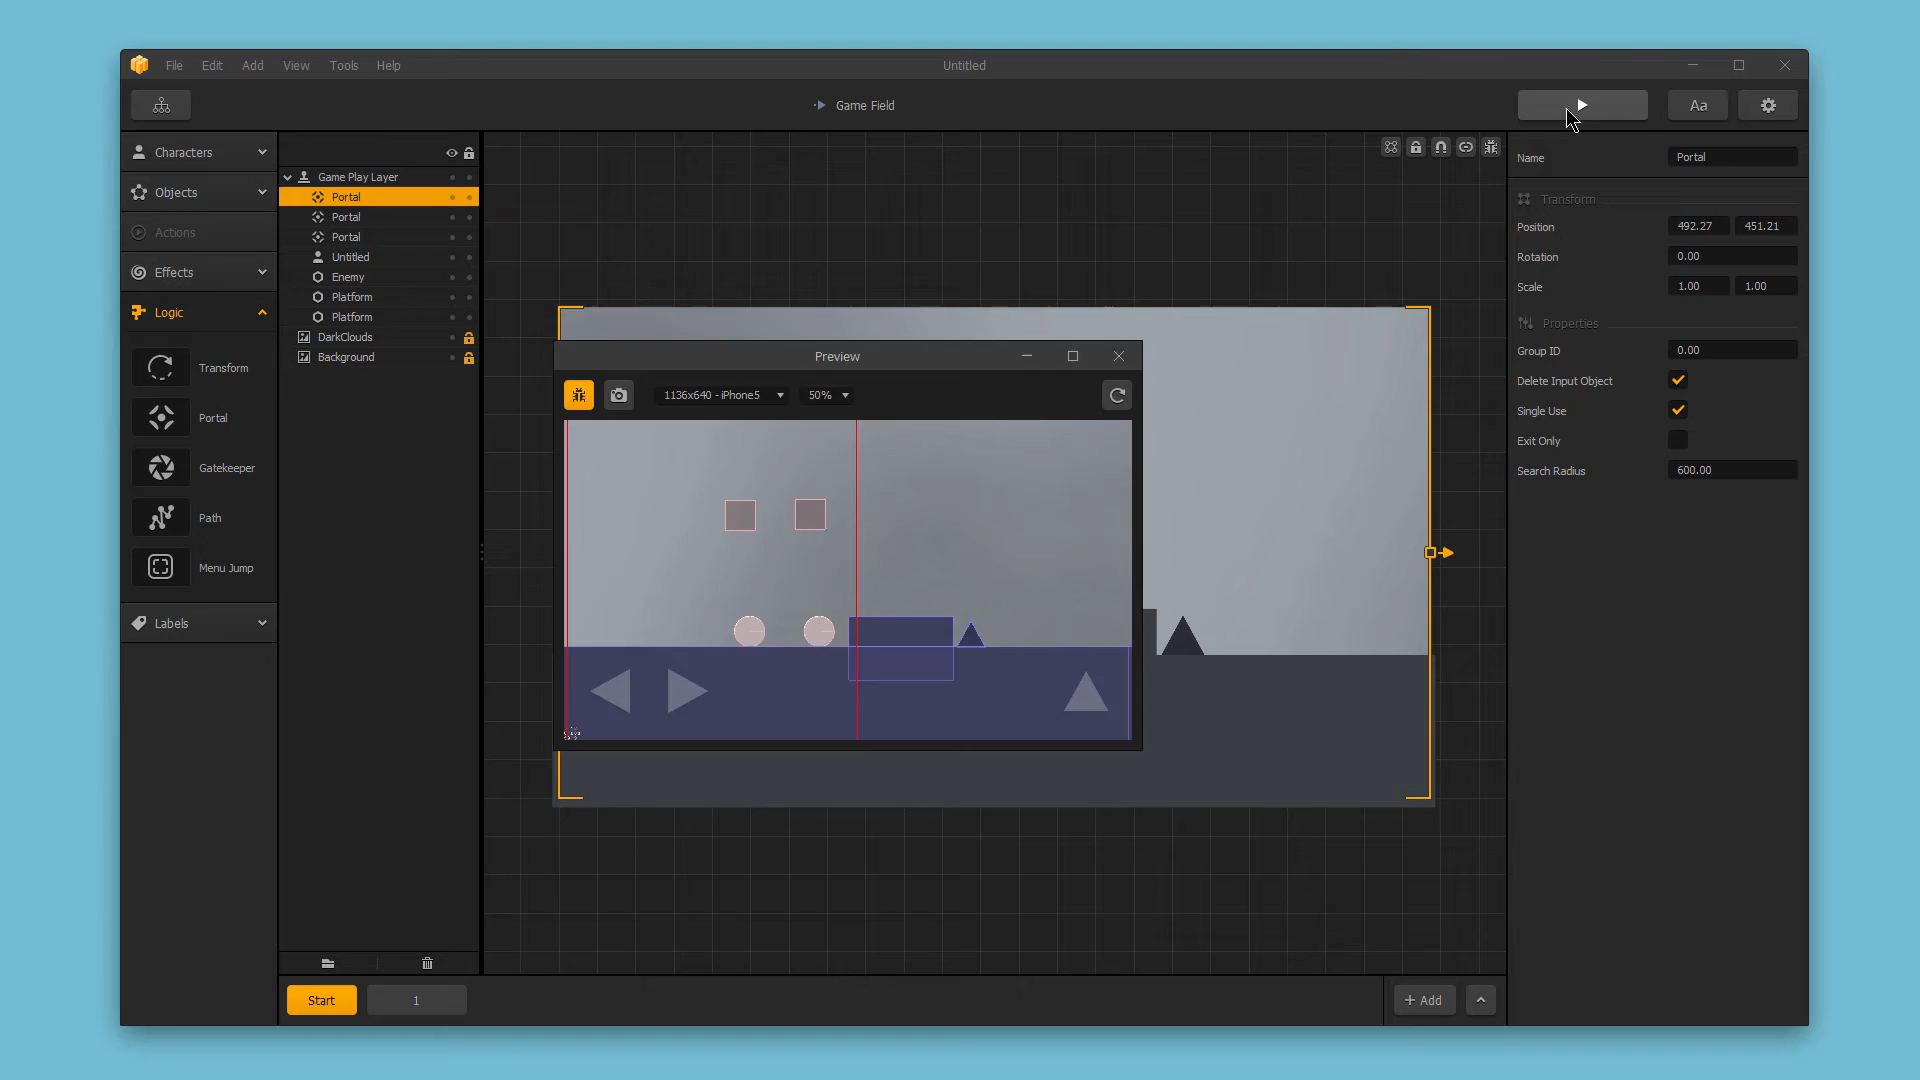 File Edit Add View Tools Help
Untitled
Game Field
Aa
Characters
Objects
Actions
Effects
Logic
Transform
Portal
Gatekeeper
Path
Menu Jump
Labels
Game Play Layer
Portal
Portal
Portal
Untitled
Enemy
Platform
Platform
DarkClouds
Background
Preview
1136x640 - iPhone5
50%
Name Portal
Transform
Position 492.27 451.21
Rotation 0.00
Scale 1.00 1.00
Properties
Group ID 0.00
Delete Input Object
Single Use
Exit Only
Search Radius 600.00
Start
1
+ Add